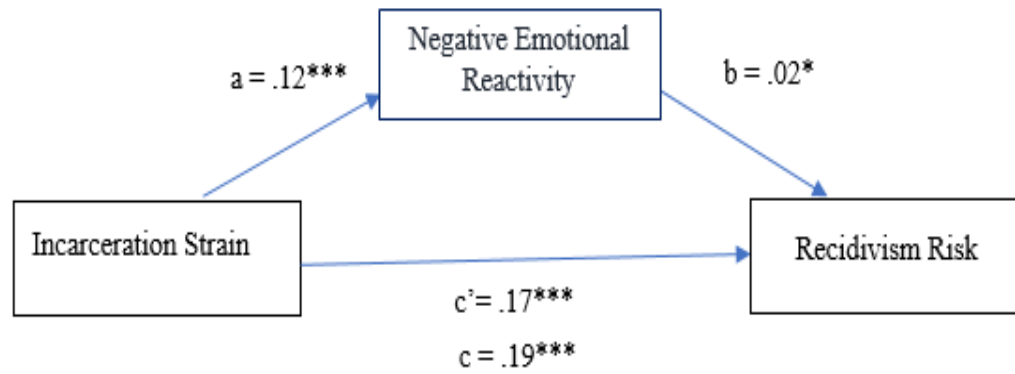 Negative Emotional
Reactivity
a = .12***
b = .02*
Incarceration Strain
Recidivism Risk
c’= .17***
c = .19***